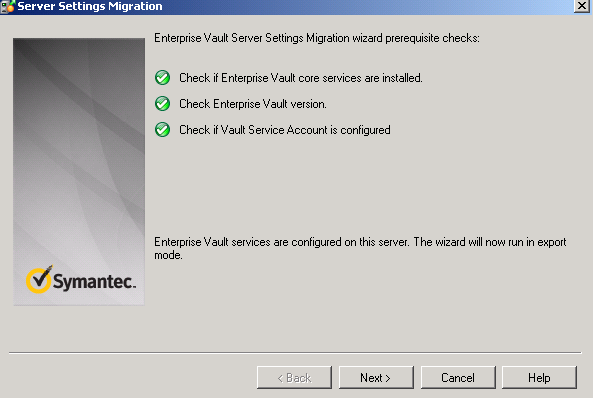 Server Settings Migration
Enterprise Vault Server Settings Migration wizard prerequisite checks:
Check if Enterprise Vault core services are installed.
Check Enterprise Vault version.
Check if Vault Service Account is configured
Enterprise Vault services are configured on this server. The wizard will now run in export
mode.
Symantec.
< Back
Next >
Cancel
Help